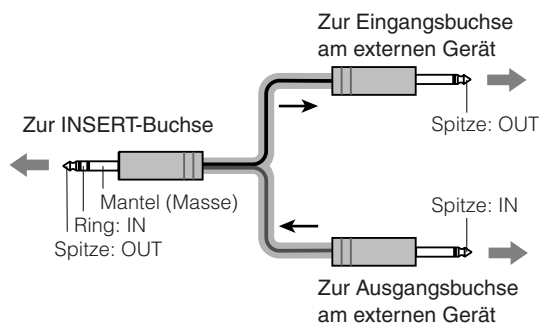 Zur Eingangsbuchse
am externen Gerät
Spitze: OUT
Zur INSERT-Buchse
Mantel (Masse)
Ring: IN
Spitze: OUT
Spitze: IN
Zur Ausgangsbuchse
am externen Gerät